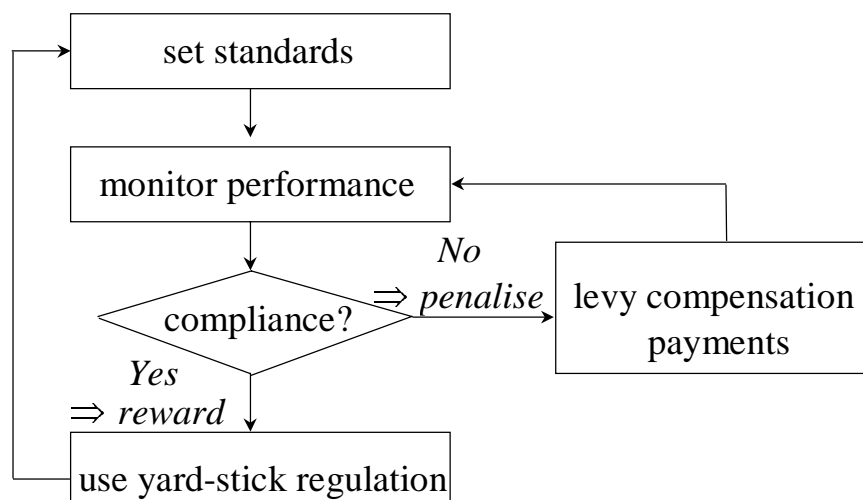 set standards
monitor performance
No
⇒ penalise
compliance?
levy compensation
payments
Yes
⇒ reward
use yard-stick regulation